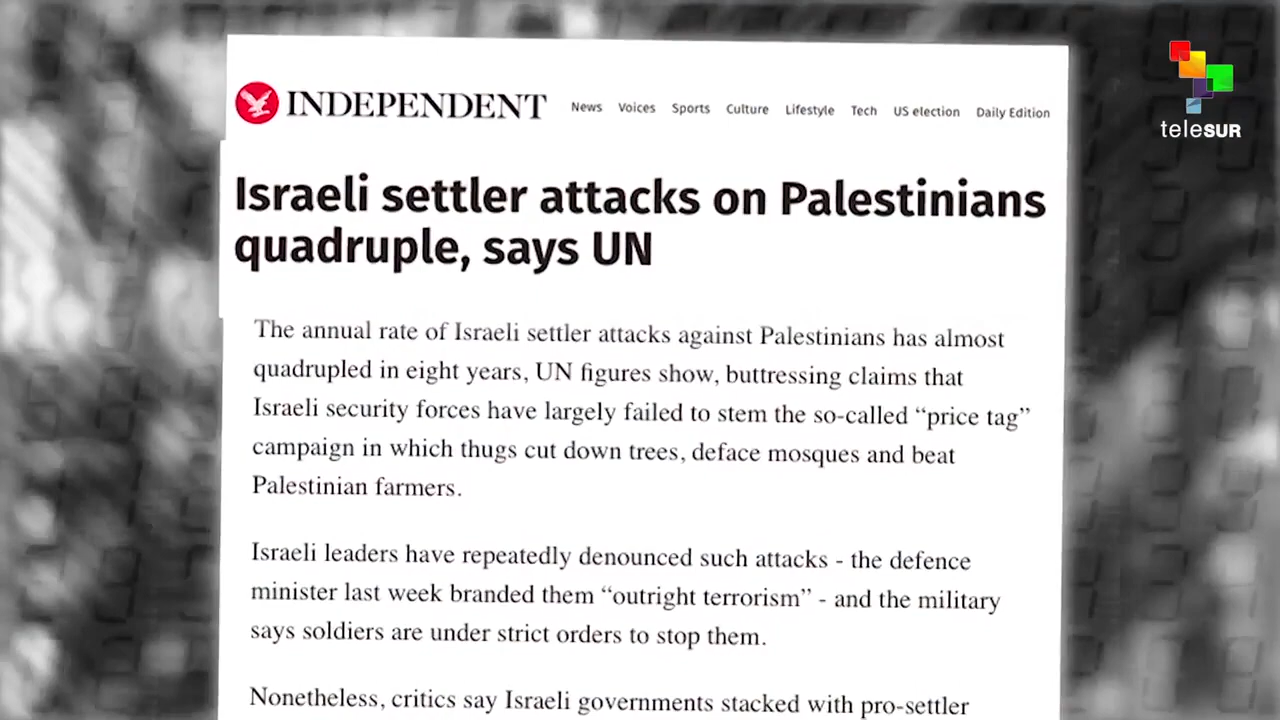 INDEPENDENT
News Voices Sports Culture Lifestyle Tech US election Daily Edition
teleSUR
Israeli settler attacks on Palestinians
quadruple, says UN
The annual rate of Israeli settler attacks against Palestinians has almost
quadrupled in eight years, UN figures show, buttressing claims that
Israeli security forces have largely failed to stem the so-called “price tag”
campaign in which thugs cut down trees, deface mosques and beat
Palestinian farmers.
Israeli leaders have repeatedly denounced such attacks - the defence
minister last week branded them “outright terrorism” - and the military
says soldiers are under strict orders to stop them.
Nonetheless, critics say Israeli governments stacked with pro-settler